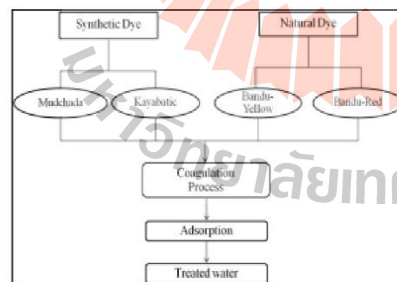 Synthetic Dye
Natural Dye
Mudchada
Kayabatic
Bandu-
Yellow
Bandu-Red
Coagulation
Process
Adsorption
Treated water